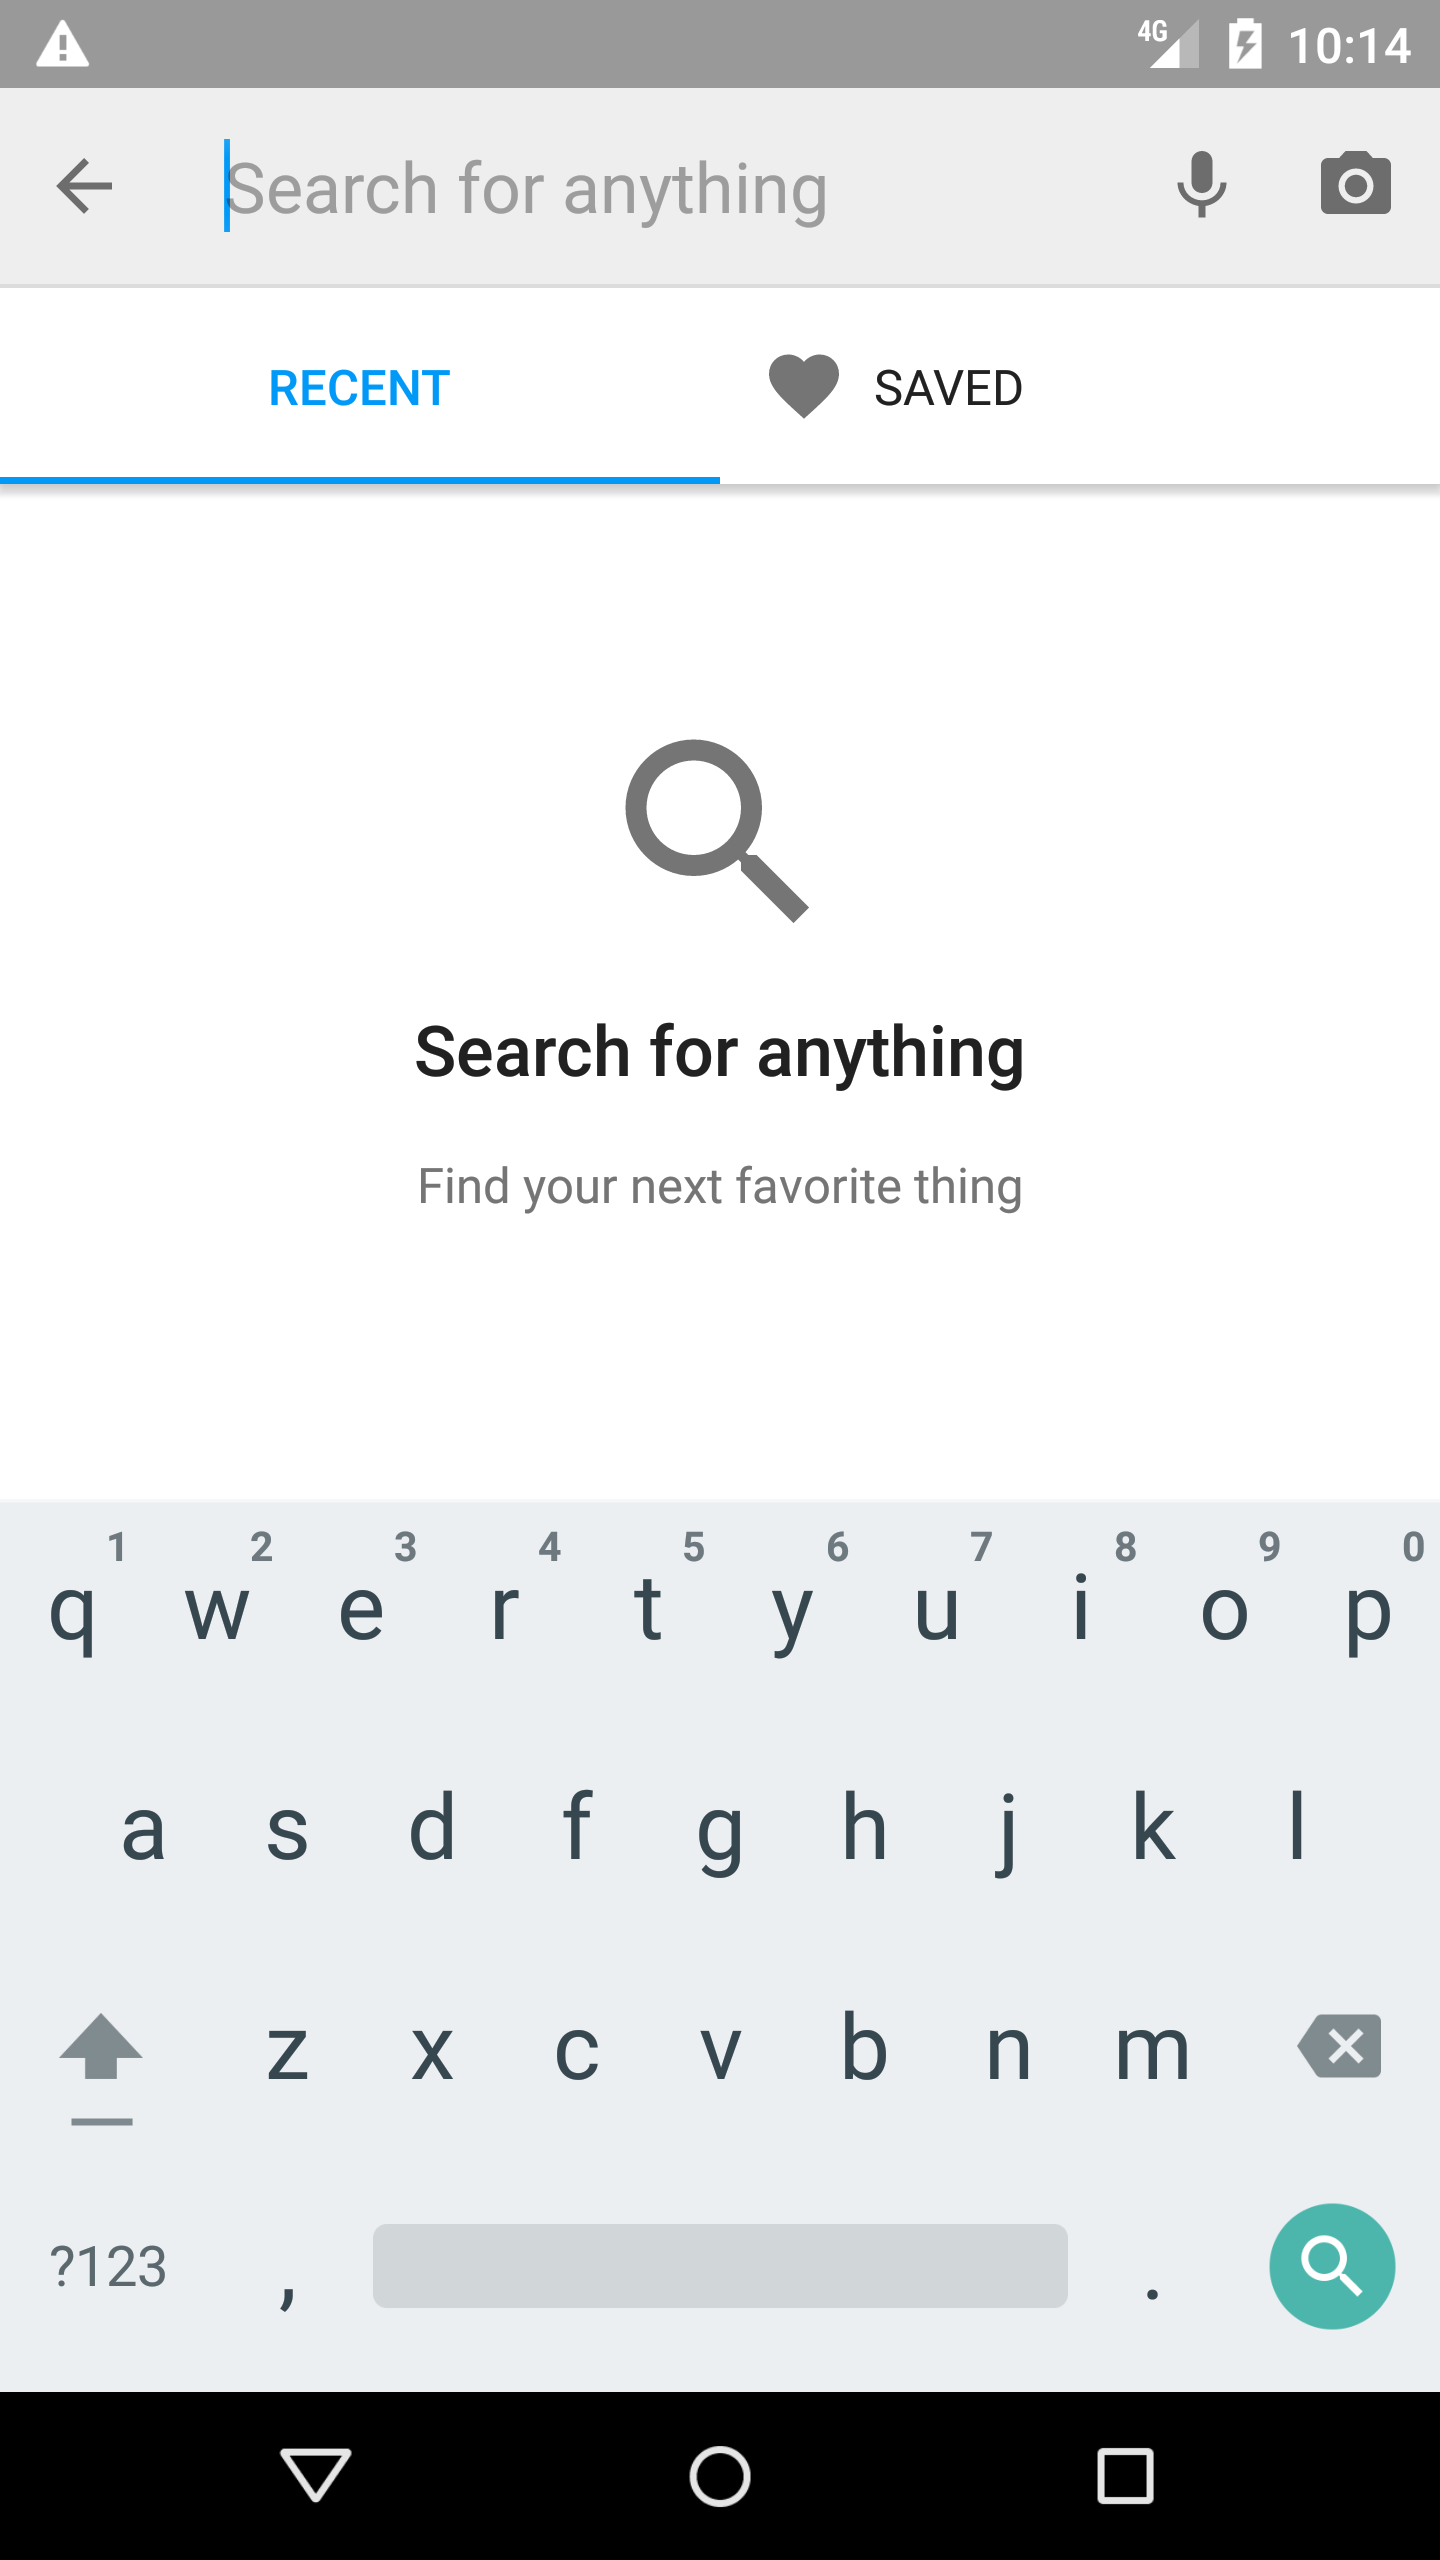 4G 10:14
Search for anything
RECENT SAVED
Search for anything
Find your next favorite thing
1 2 3 4 5 6 7 8 9 0
q w e r t y u i o p
a s d f g h j k l
z x c v b n m
?123 , .